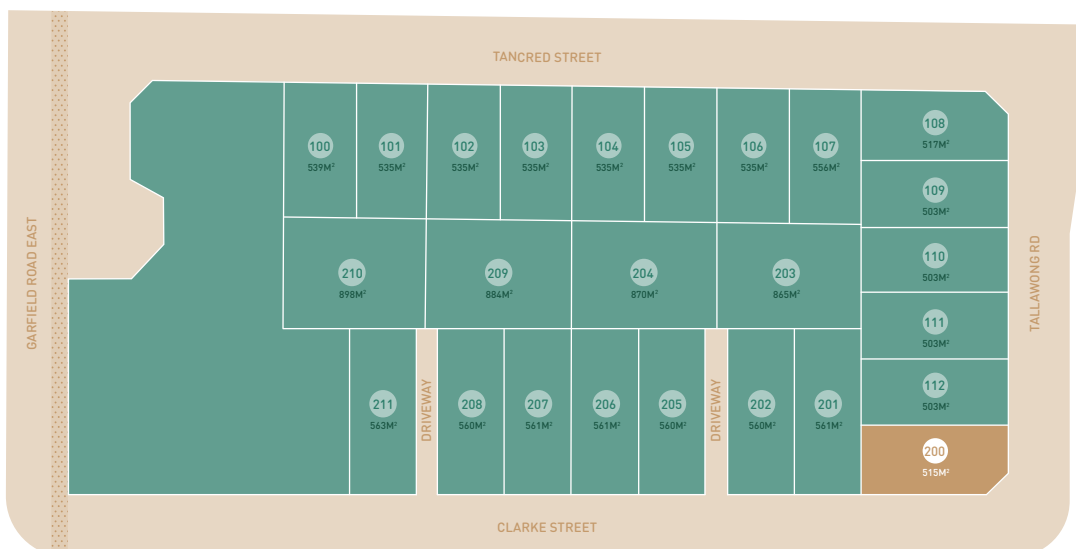 TANCRED STREET
100
539M²
101
535M²
102
535M²
103
535M²
104
535M²
105
535M²
106
535M²
107
556M²
108
517M²
109
503M²
110
503M²
111
503M²
112
503M²
200
515M²
210
898M²
209
884M²
204
870M²
203
865M²
211
563M²
DRIVEWAY
208
560M²
207
561M²
206
561M²
205
560M²
DRIVEWAY
202
560M²
201
561M²
GARFIELD ROAD EAST
TALLAWONG RD
CLARKE STREET